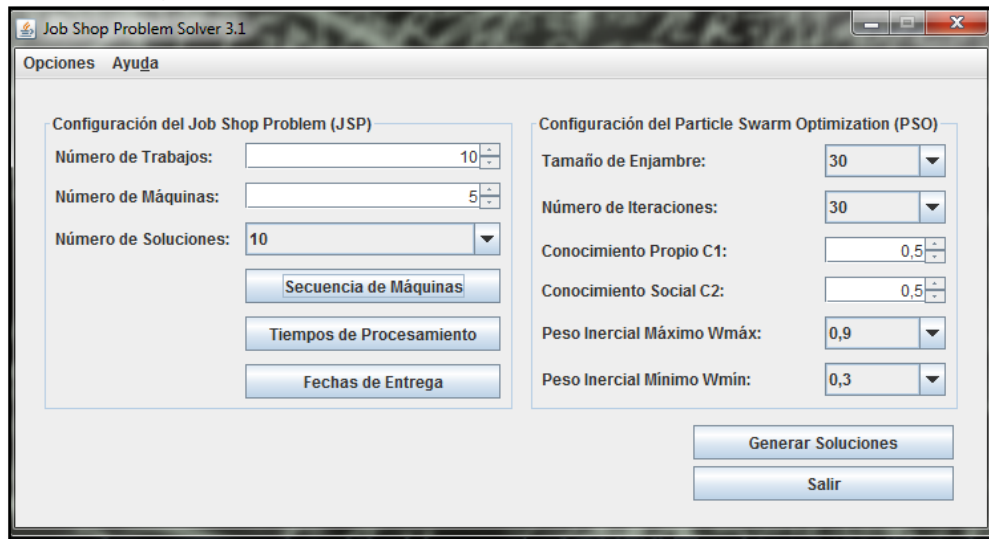 Job Shop Problem Solver 3.1
Opciones Ayuda
Configuración del Job Shop Problem (JSP)
Número de Trabajos: 10
Número de Máquinas: 5
Número de Soluciones: 10
Secuencia de Máquinas
Tiempos de Procesamiento
Fechas de Entrega
Configuración del Particle Swarm Optimization (PSO)
Tamaño de Enjambre: 30
Número de Iteraciones: 30
Conocimiento Propio C1: 0,5
Conocimiento Social C2: 0,5
Peso Inercial Máximo Wmáx: 0,9
Peso Inercial Mínimo Wmín: 0,3
Generar Soluciones
Salir